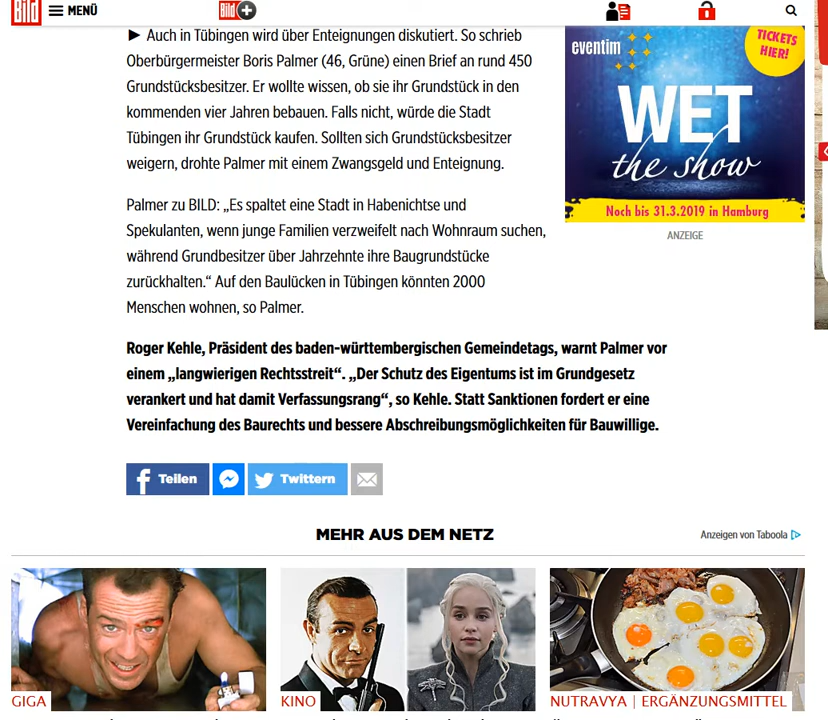 Bild
MENÜ
Bild
► Auch in Tübingen wird über Enteignungen diskutiert. So schrieb
Oberbürgermeister Boris Palmer (46, Grüne) einen Brief an rund 450
Grundstücksbesitzer. Er wollte wissen, ob sie ihr Grundstück in den
kommenden vier Jahren bebauen. Falls nicht, würde die Stadt
Tübingen ihr Grundstück kaufen. Sollten sich Grundstücksbesitzer
weigern, drohte Palmer mit einem Zwangsgeld und Enteignung.
Palmer zu BILD: „Es spaltet eine Stadt in Habenichtse und
Spekulanten, wenn junge Familien verzweifelt nach Wohnraum suchen,
während Grundbesitzer über Jahrzehnte ihre Baugrundstücke
zurückhalten.“ Auf den Baulücken in Tübingen könnten 2000
Menschen wohnen, so Palmer.
Roger Kehle, Präsident des baden-württembergischen Gemeindetags, warnt Palmer vor
einem „langwierigen Rechtsstreit“. „Der Schutz des Eigentums ist im Grundgesetz
verankert und hat damit Verfassungsrang“, so Kehle. Statt Sanktionen fordert er eine
Vereinfachung des Baurechts und bessere Abschreibungsmöglichkeiten für Bauwillige.
eventim
TICKETS
HIER!
WET
the show
Noch bis 31.3.2019 in Hamburg
ANZEIGE
Teilen
Twittern
MEHR AUS DEM NETZ
Anzeigen von Taboola
GIGA
KINO
NUTRAVYA | ERGÄNZUNGSMITTEL